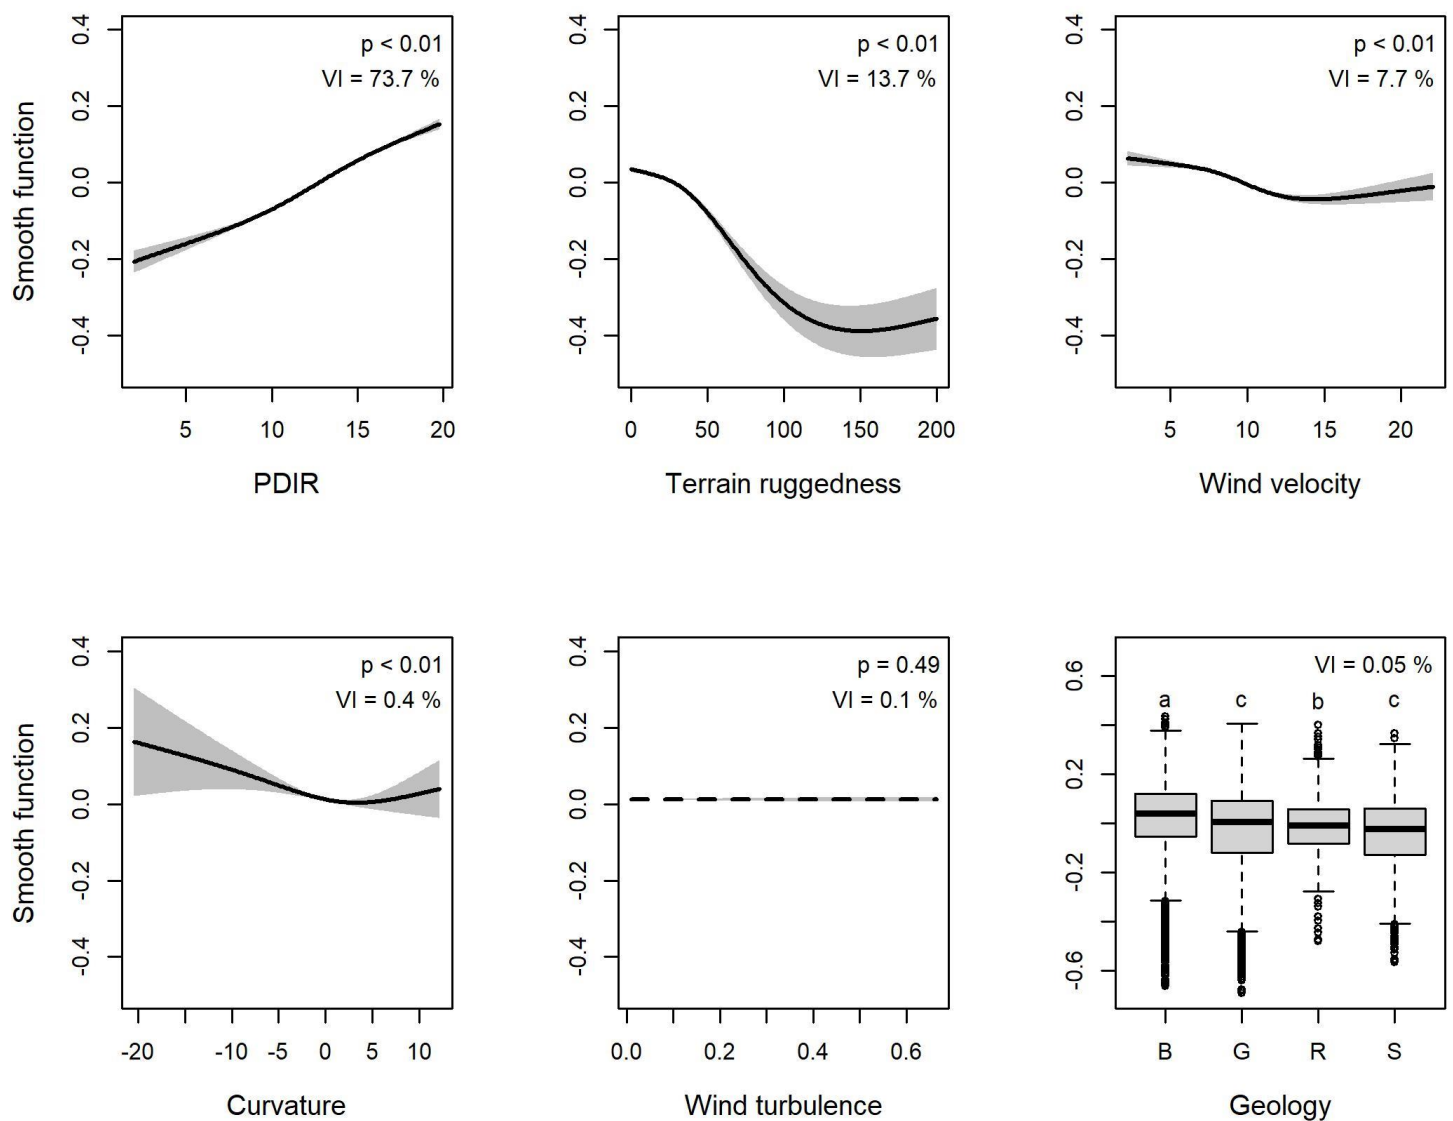 Smooth function
0.4
0.2
0.0
-0.2
-0.4
p < 0.01
VI = 73.7 %
5
10
15
20
PDIR
0.4
0.2
0.0
-0.2
-0.4
p < 0.01
VI = 13.7 %
0
50
100
150
200
Terrain ruggedness
0.4
0.2
0.0
-0.2
-0.4
p < 0.01
VI = 7.7 %
5
10
15
20
Wind velocity
Smooth function
0.4
0.2
0.0
-0.2
-0.4
p < 0.01
VI = 0.4 %
-20
-10
-5
0
5
10
Curvature
0.4
0.2
0.0
-0.2
-0.4
p = 0.49
VI = 0.1 %
0.0
0.2
0.4
0.6
Wind turbulence
0.6
0.2
-0.2
-0.6
VI = 0.05 %
a
c
b
c
B
G
R
S
Geology